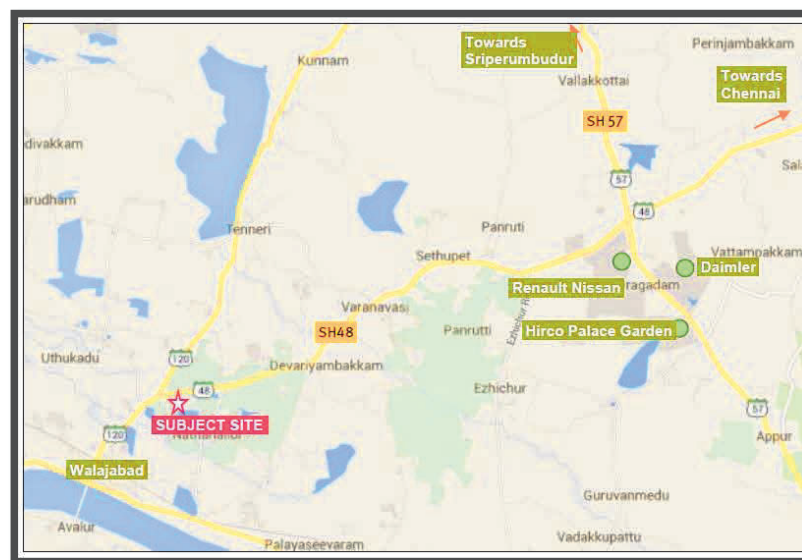 Towards
Sriperumbudur
Perinjambakkam
Kunnam
Vallakkottai
Towards
Chennai
SH 57
divakkam
Sala
57
arudham
48
Tenneri
Panruti
Sethupet
Vattampakkam
Daimler
Renault Nissan
ragadam
Varanavasi
Ezhichur R
Hirco Palace Garden
SH48
Panrutti
Uthukadu
120
Devariyambakkam
48
Ezhichur
57
SUBJECT SITE
120
Appur
Walajabad
Guruvanmedu
Avalur
Palayaseevaram
Vadakkupattu